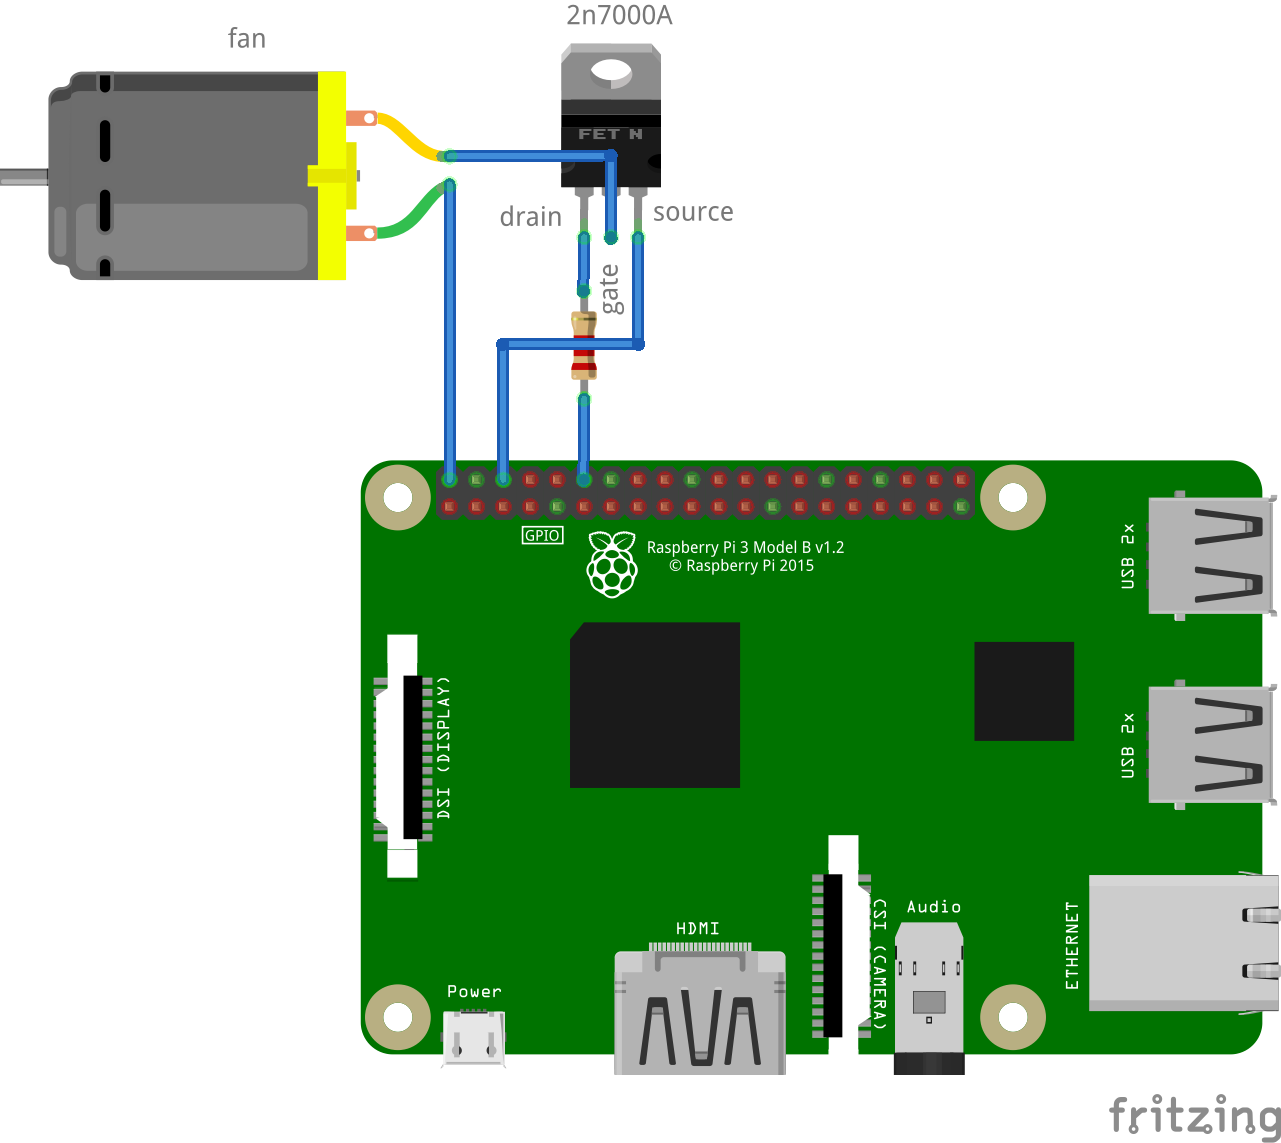 2n7000A
fan
FET N
drain
source
gate
GPIO
Raspberry Pi 3 Model B v1.2
© Raspberry Pi 2015
USB 2x
DSI (DISPLAY)
USB 2x
CSI (CAMERA)
Audio
ETHERNET
HDMI
Power
fritzing